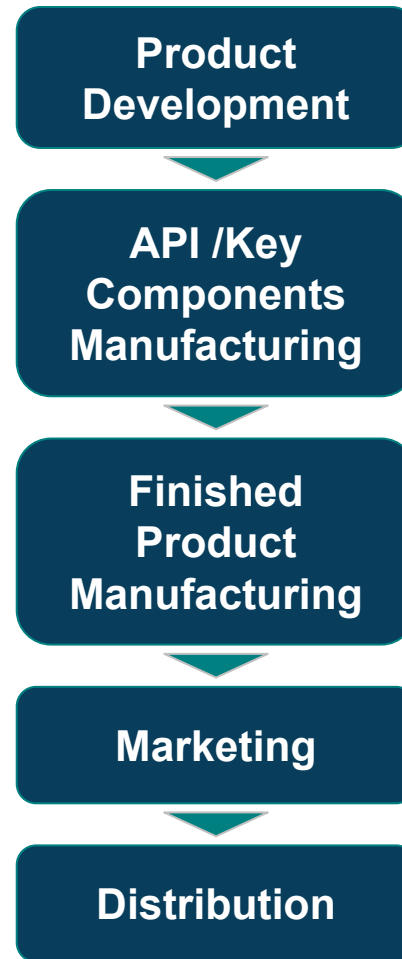 Product
Development
API /Key
Components
Manufacturing
Finished
Product
Manufacturing
Marketing
Distribution